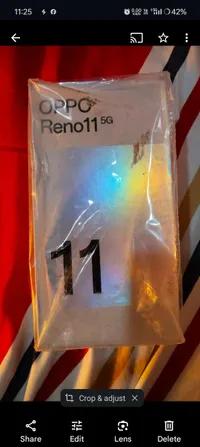 11:25
42%
OPPO
Reno11 5G
11
Crop & adjust
Share
Edit
Lens
Delete